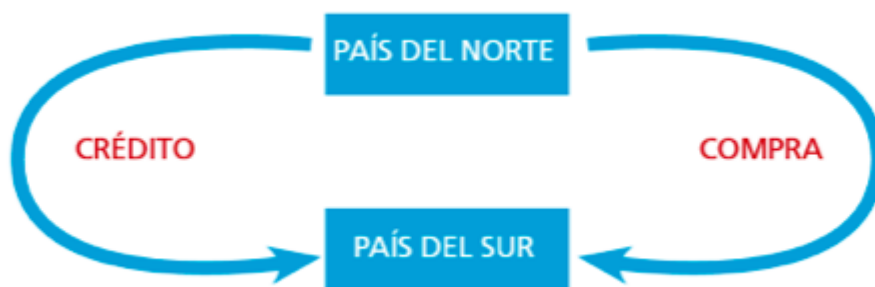 PAÍS DEL NORTE
CRÉDITO
COMPRA
PAÍS DEL SUR